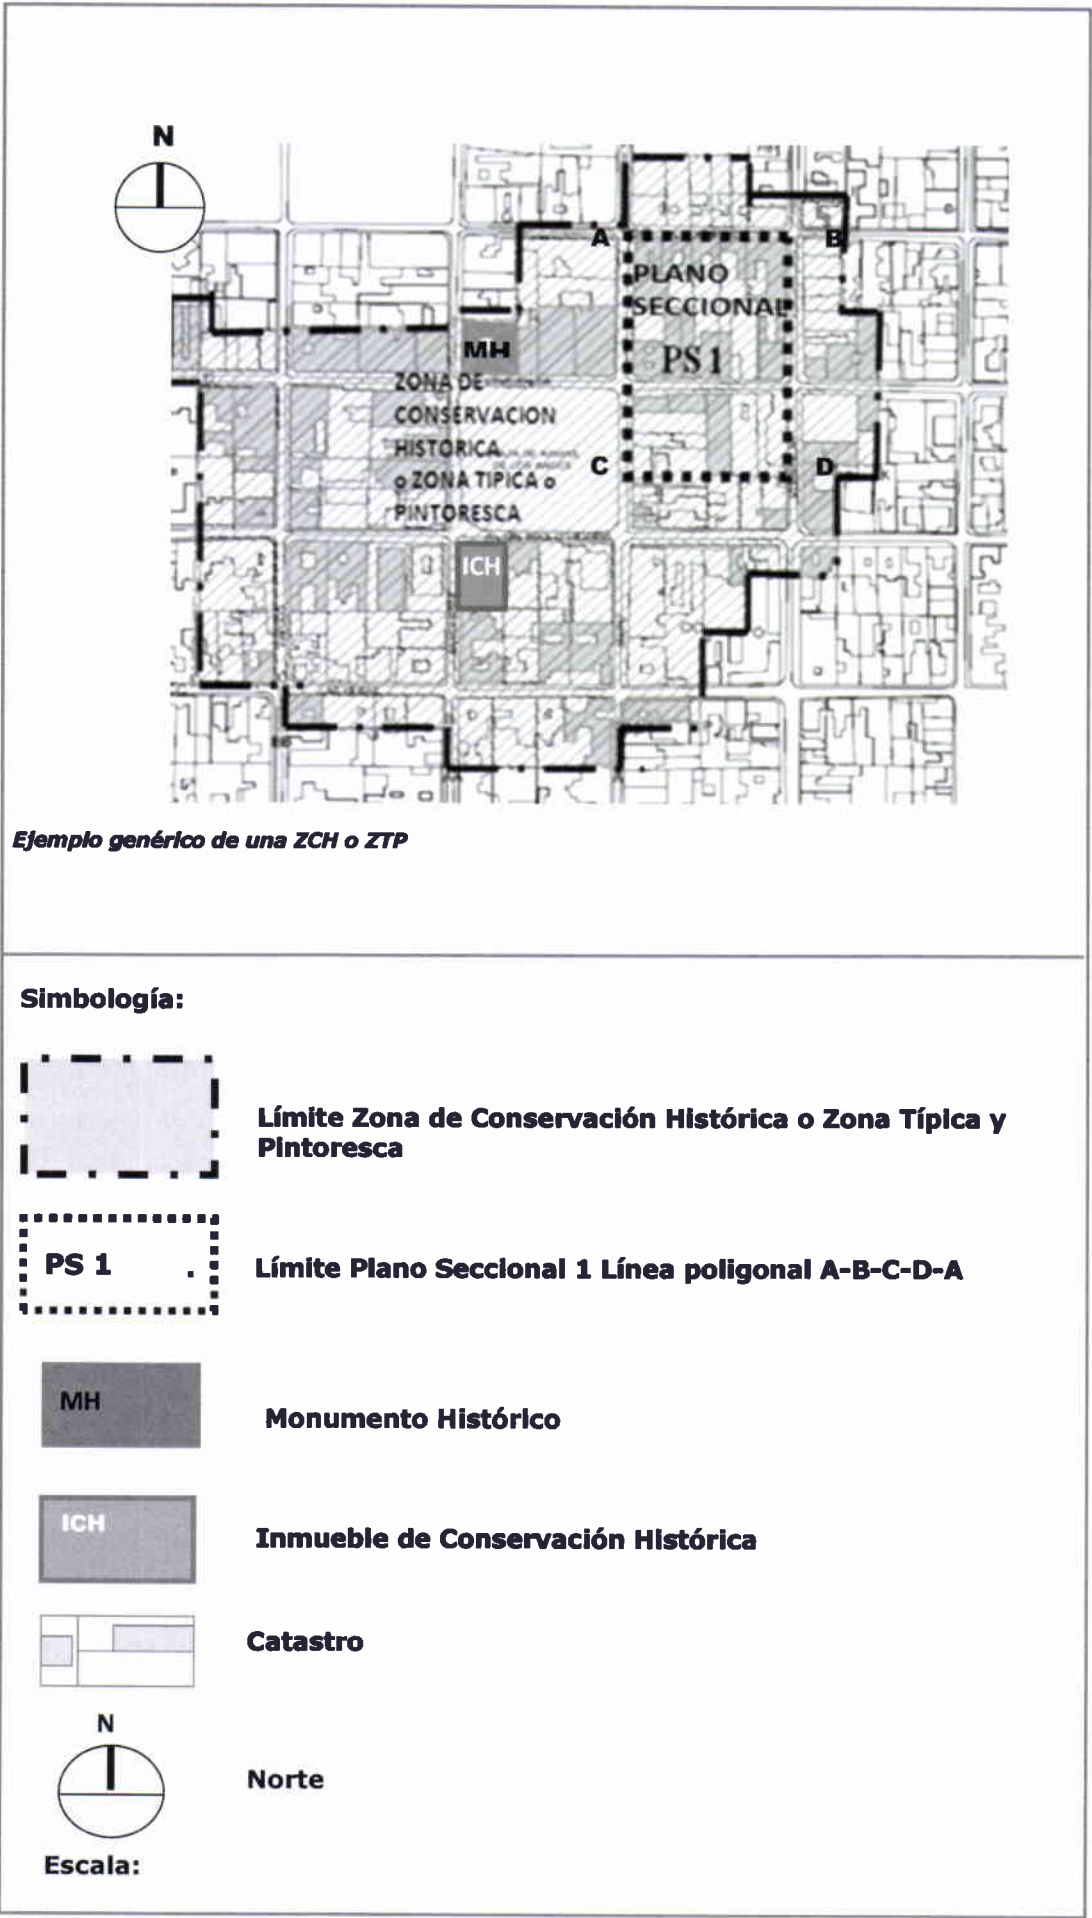 N
A
B
PLANO
SECCIONAL
PS 1
MH
ZONA DE
CONSERVACION
HISTORICA
o ZONA TIPICA o
PINTORESCA
C
D
ICH
Ejemplo genérico de una ZCH o ZTP
Simbología:
Límite Zona de Conservación Histórica o Zona Típica y
Pintoresca
PS 1
Límite Plano Seccional 1 Línea poligonal A-B-C-D-A
MH
Monumento Histórico
ICH
Inmueble de Conservación Histórica
Catastro
N
Norte
Escala: